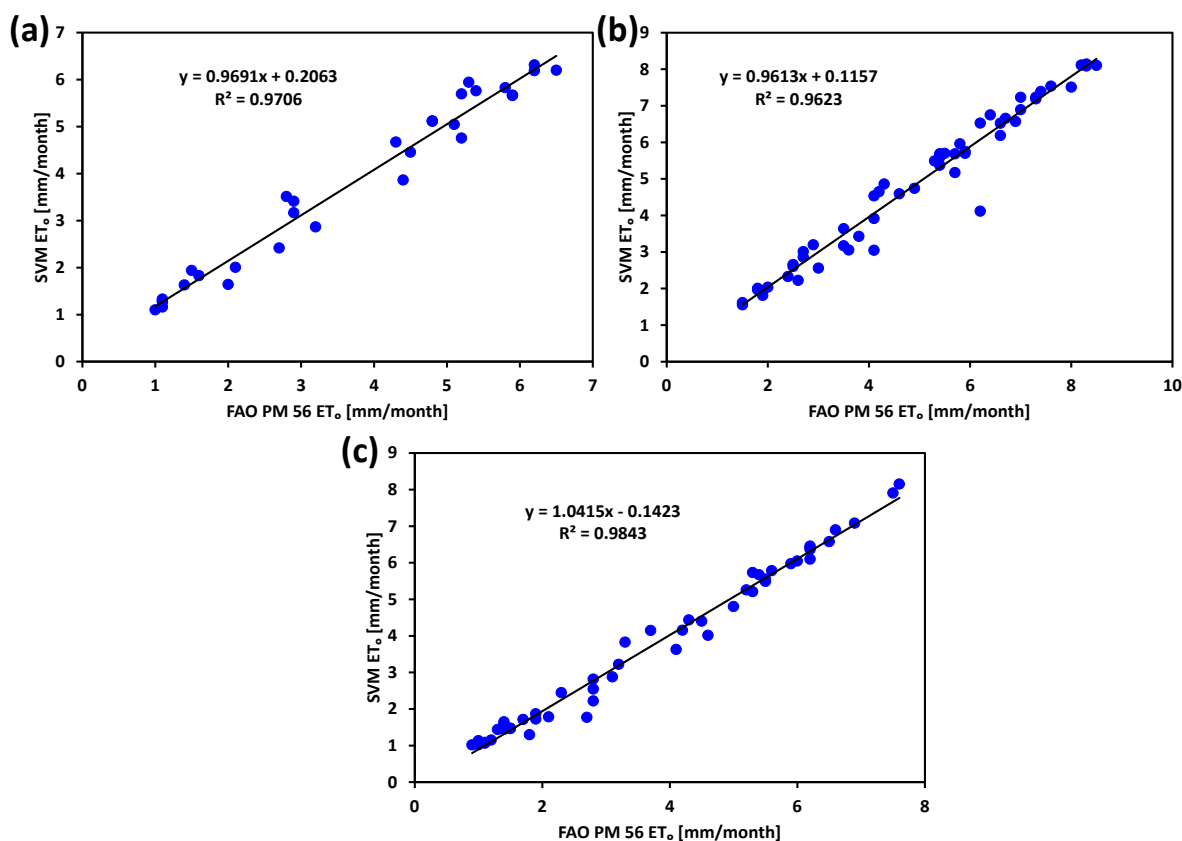 (a)
7
6
5
4
3
2
1
0
SVM ETₒ [mm/month]
y = 0.9691x + 0.2063
R² = 0.9706
0 1 2 3 4 5 6 7
FAO PM 56 ETₒ [mm/month]
(b)
9
8
7
6
5
4
3
2
1
0
SVM ETₒ [mm/month]
y = 0.9613x + 0.1157
R² = 0.9623
0 2 4 6 8 10
FAO PM 56 ETₒ [mm/month]
(c)
9
8
7
6
5
4
3
2
1
0
SVM ETₒ [mm/month]
y = 1.0415x - 0.1423
R² = 0.9843
0 2 4 6 8
FAO PM 56 ETₒ [mm/month]